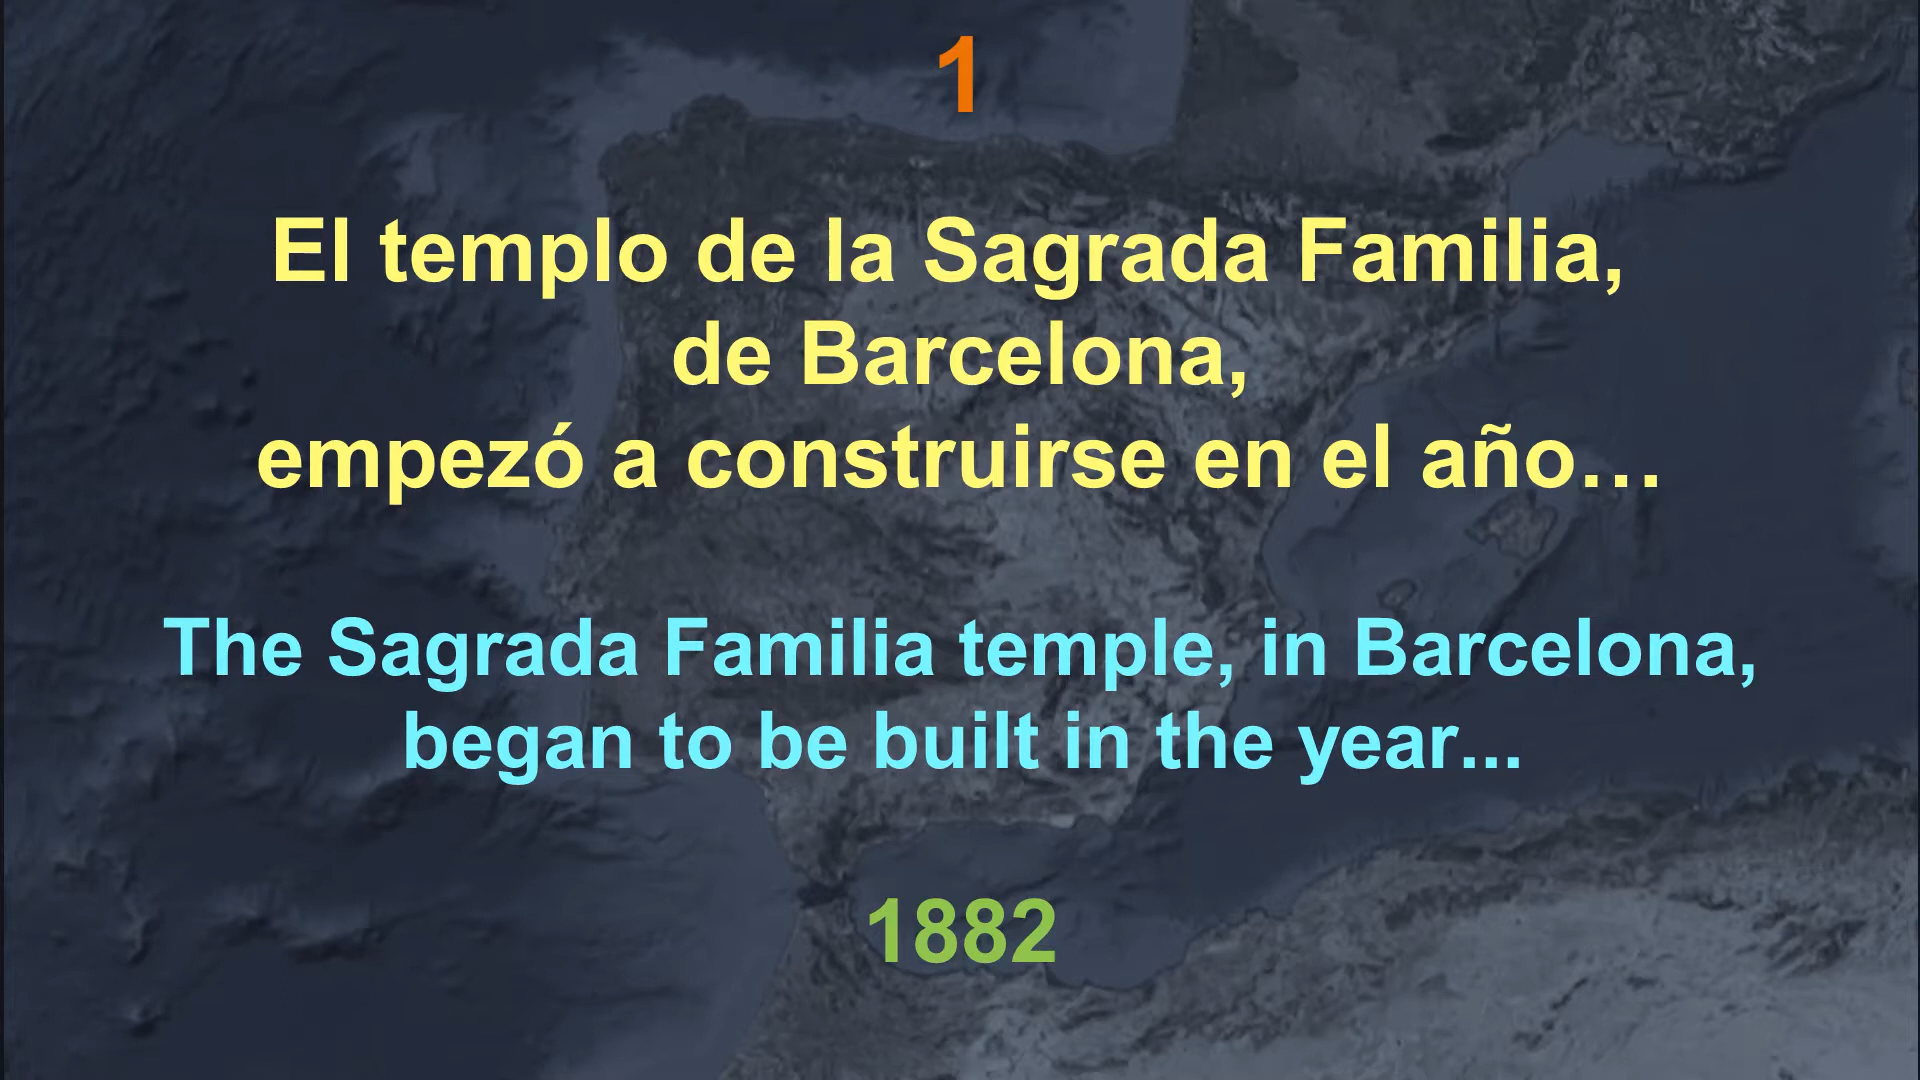 1
El templo de la Sagrada Familia,
de Barcelona,
empezó a construirse en el año…
The Sagrada Familia temple, in Barcelona,
began to be built in the year...
1882